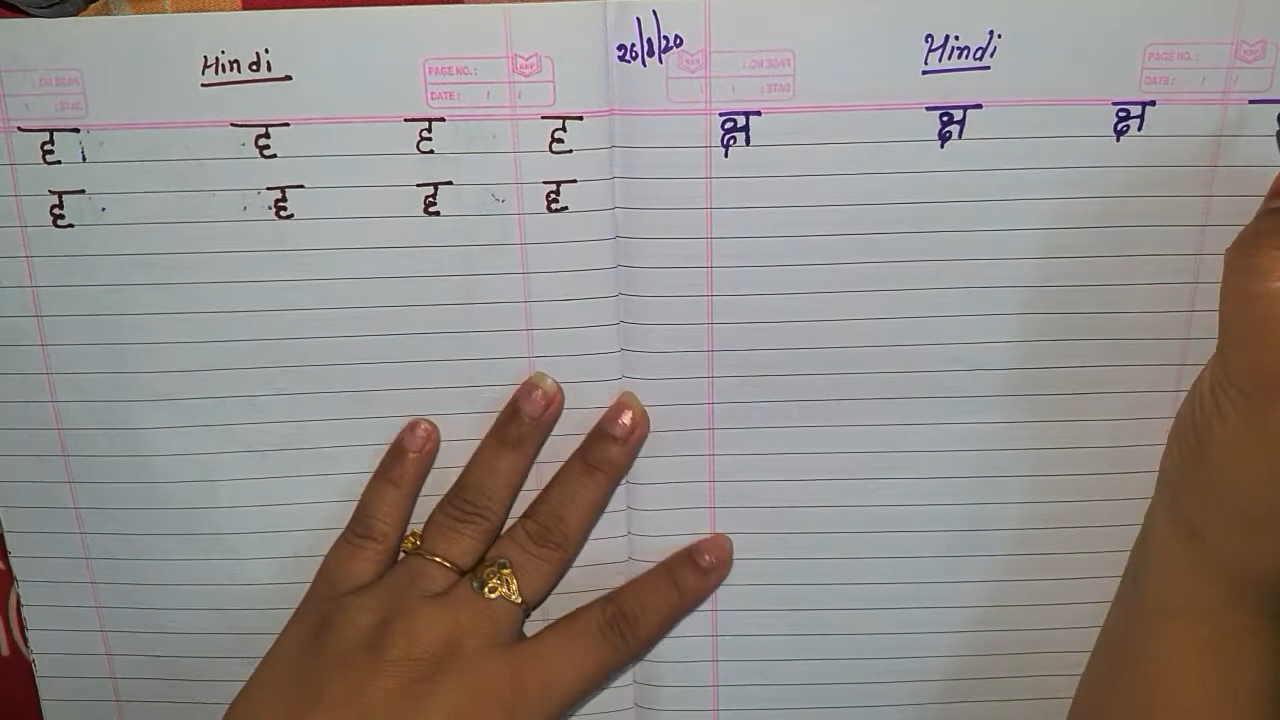 Hindi
PAGE NO.:
DATE: / /
ह ह ह ह
ह ह ह ह
26/8/20
Hindi
PAGE NO.:
DATE: / /
क्ष क्ष क्ष